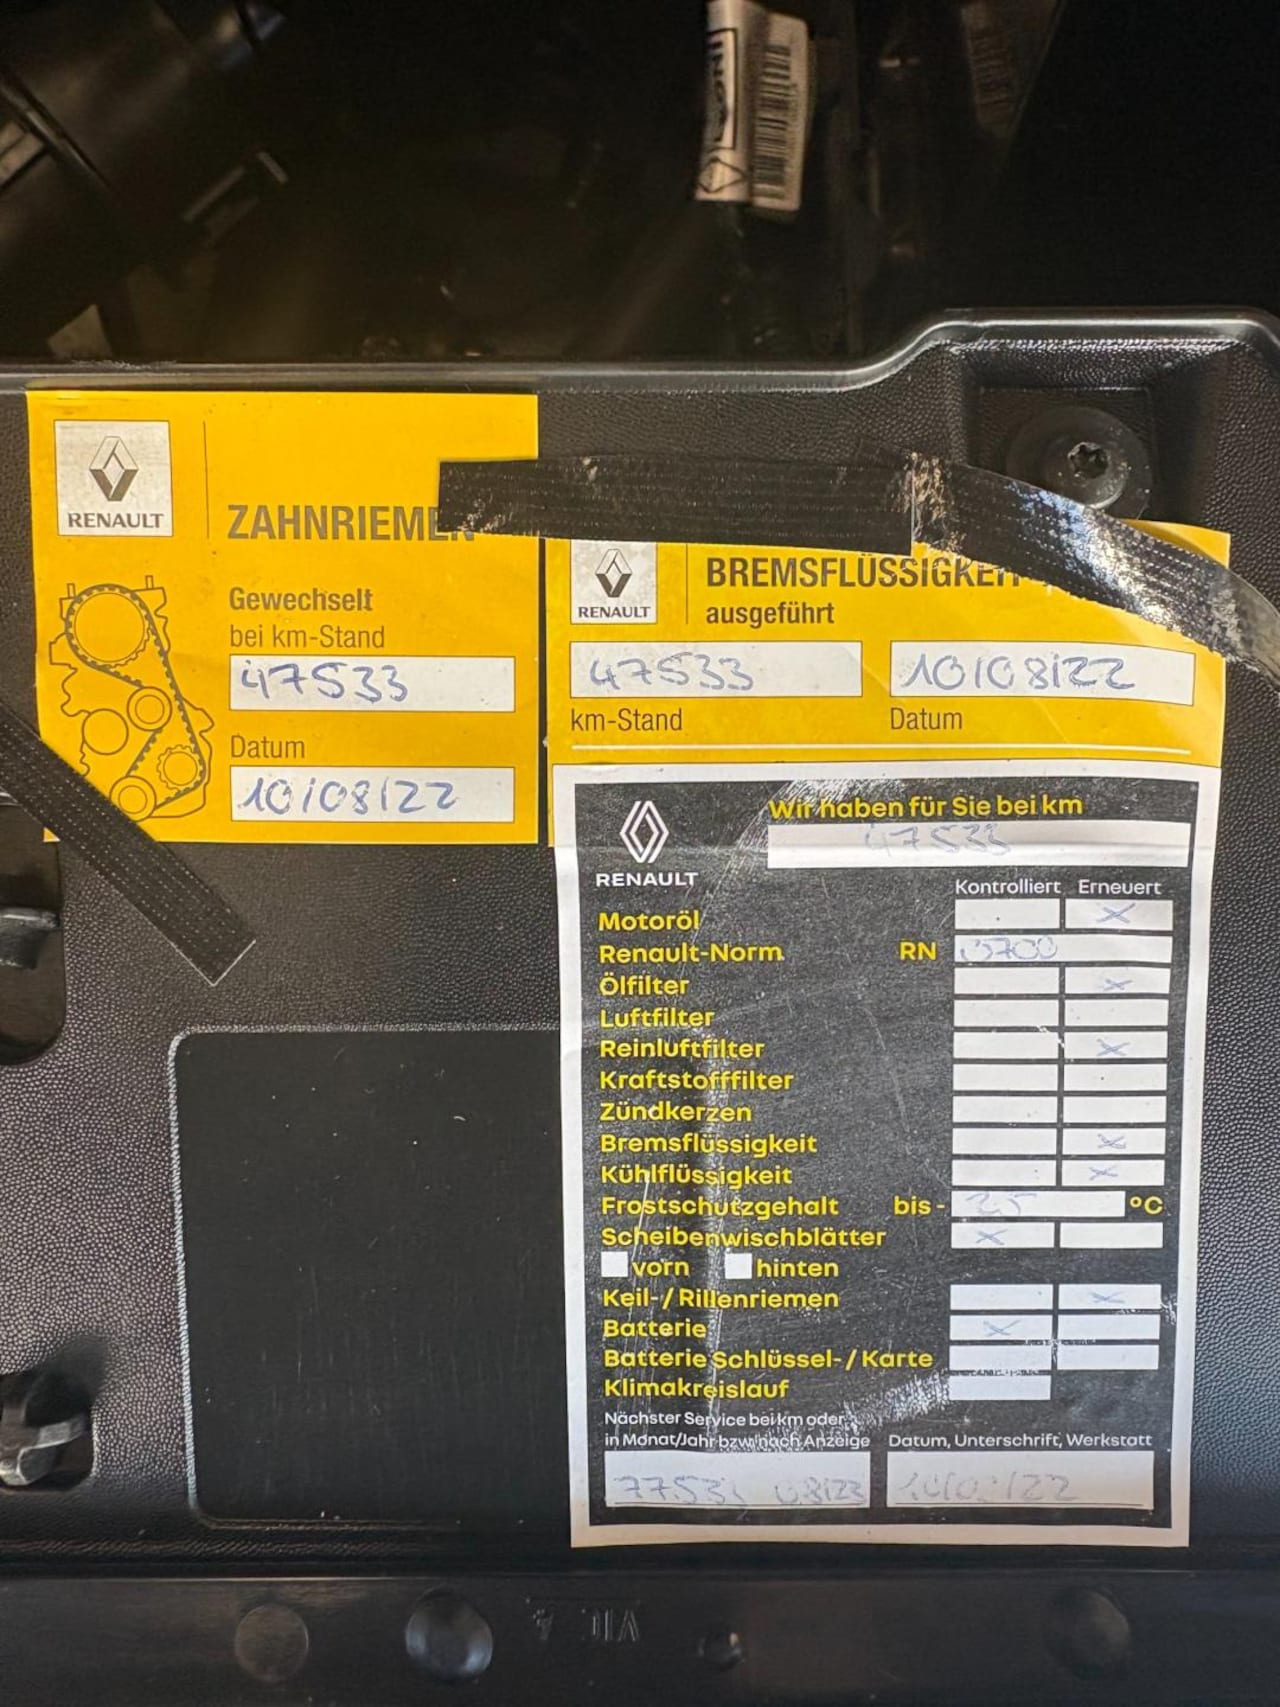 RENAULT
ZAHNRIEMEN
Gewechselt
bei km-Stand
47533
Datum
10/08/22
RENAULT
BREMSFLÜSSIGKEIT
ausgeführt
47533 10/08/22
km-Stand Datum
RENAULT
Wir haben für Sie bei km
47533
Kontrolliert Erneuert
Motoröl X
Renault-Norm RN 0700
Ölfilter X
Luftfilter
Reinluftfilter X
Kraftstofffilter
Zündkerzen
Bremsflüssigkeit X
Kühlflüssigkeit X
Frostschutzgehalt bis - 25 °C
Scheibenwischblätter X
vorn hinten
Keil- / Rillenriemen X
Batterie X
Batterie Schlüssel- / Karte
Klimakreislauf
Nächster Service bei km oder
in Monat/Jahr bzw. nach Anzeige Datum, Unterschrift, Werkstatt
77533 08/23 10/08/22